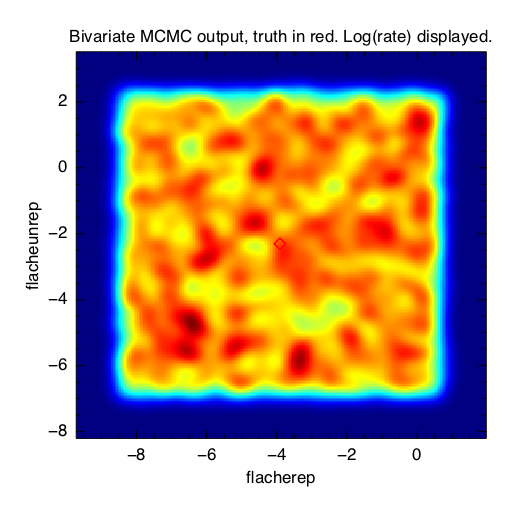 Bivariate MCMC output, truth in red. Log(rate) displayed.
2
0
−2
−4
−6
−8
flacheunrep
−8 −6 −4 −2 0
flacherep